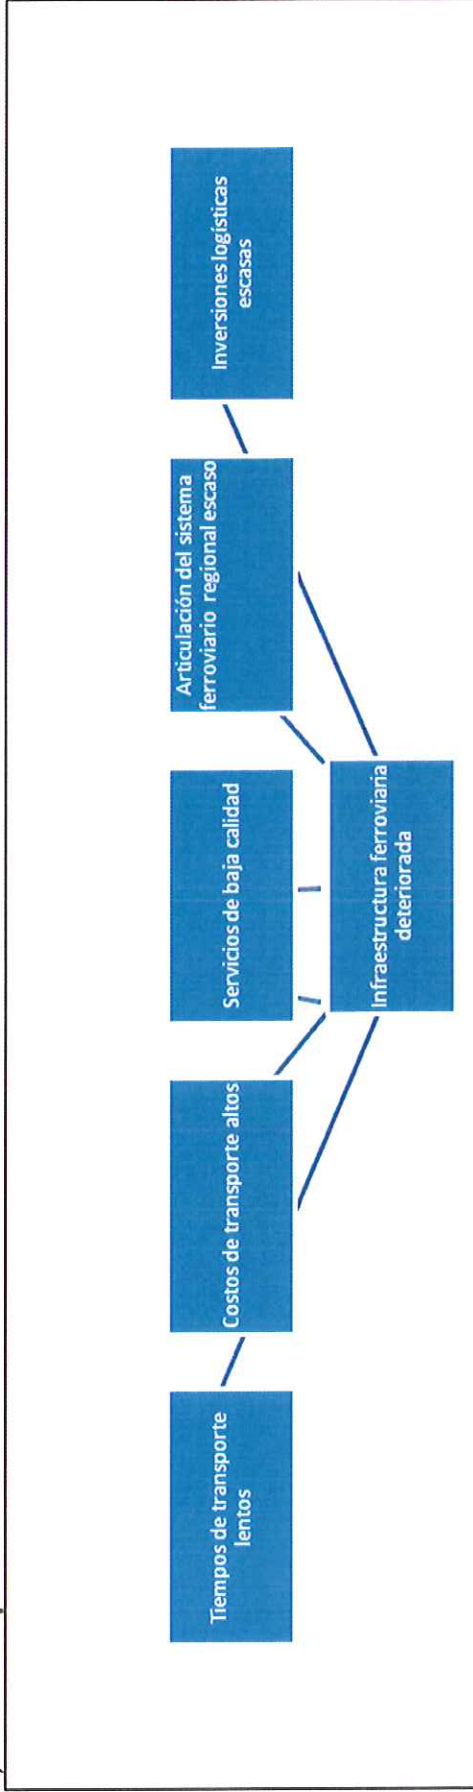 Tiempos de transporte
lentos
Costos de transporte altos
Servicios de baja calidad
Articulación del sistema
ferroviario regional escaso
Inversiones logísticas
escasas
Infraestructura ferroviaria
deteriorada